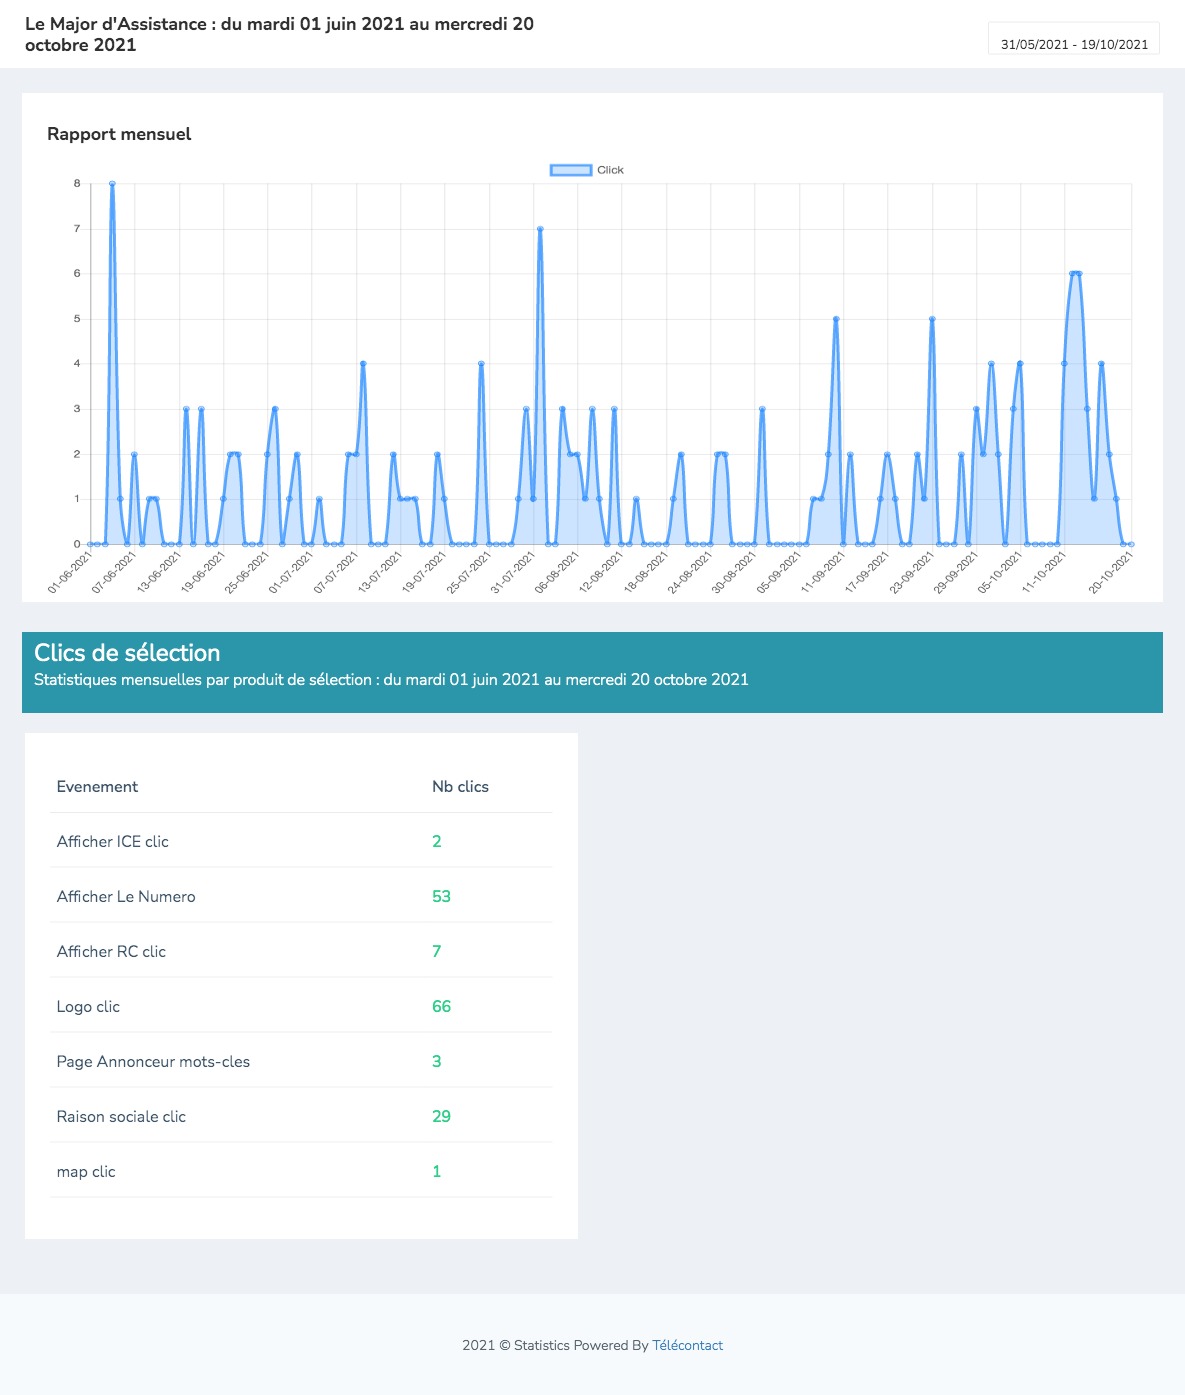 Le Major d'Assistance : du mardi 01 juin 2021 au mercredi 20
octobre 2021
31/05/2021 - 19/10/2021
Rapport mensuel
Click
8
7
6
5
4
3
2
1
0
01-06-2021
07-06-2021
13-06-2021
19-06-2021
25-06-2021
01-07-2021
07-07-2021
13-07-2021
19-07-2021
25-07-2021
31-07-2021
06-08-2021
12-08-2021
18-08-2021
24-08-2021
30-08-2021
05-09-2021
11-09-2021
17-09-2021
23-09-2021
29-09-2021
05-10-2021
11-10-2021
20-10-2021
Clics de sélection
Statistiques mensuelles par produit de sélection : du mardi 01 juin 2021 au mercredi 20 octobre 2021
Evenement Nb clics
Afficher ICE clic 2
Afficher Le Numero 53
Afficher RC clic 7
Logo clic 66
Page Annonceur mots-cles 3
Raison sociale clic 29
map clic 1
2021 © Statistics Powered By Télécontact